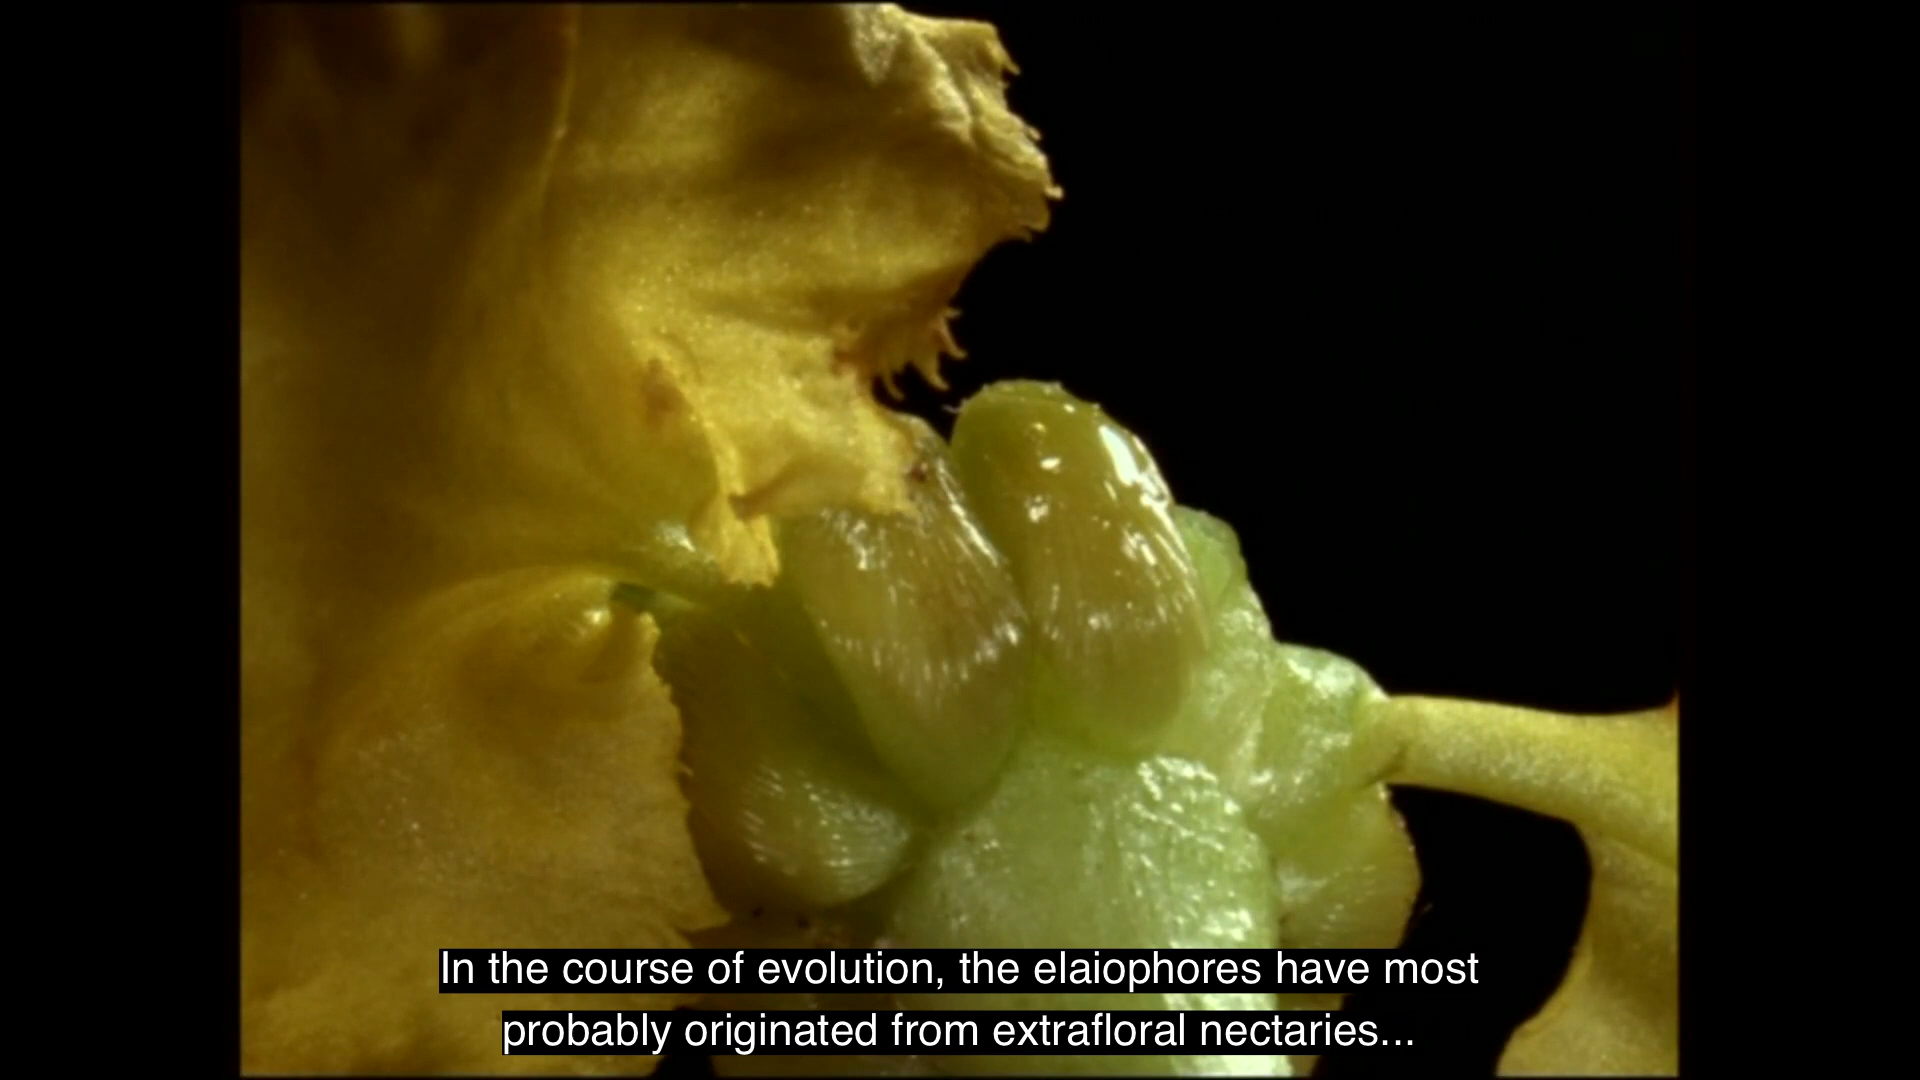 In the course of evolution, the elaiophores have most
probably originated from extrafloral nectaries...